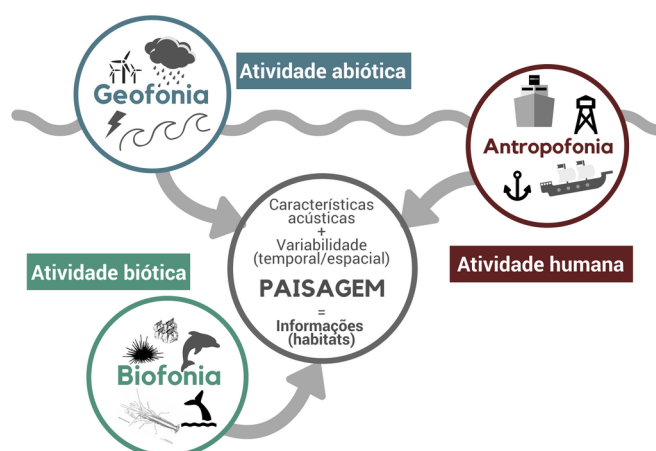 Geofonia
Atividade abiótica
Antropofonia
Atividade humana
Características
acústicas
+
Variabilidade
(temporal/espacial)
PAISAGEM
=
Informações
(habitats)
Atividade biótica
Biofonia